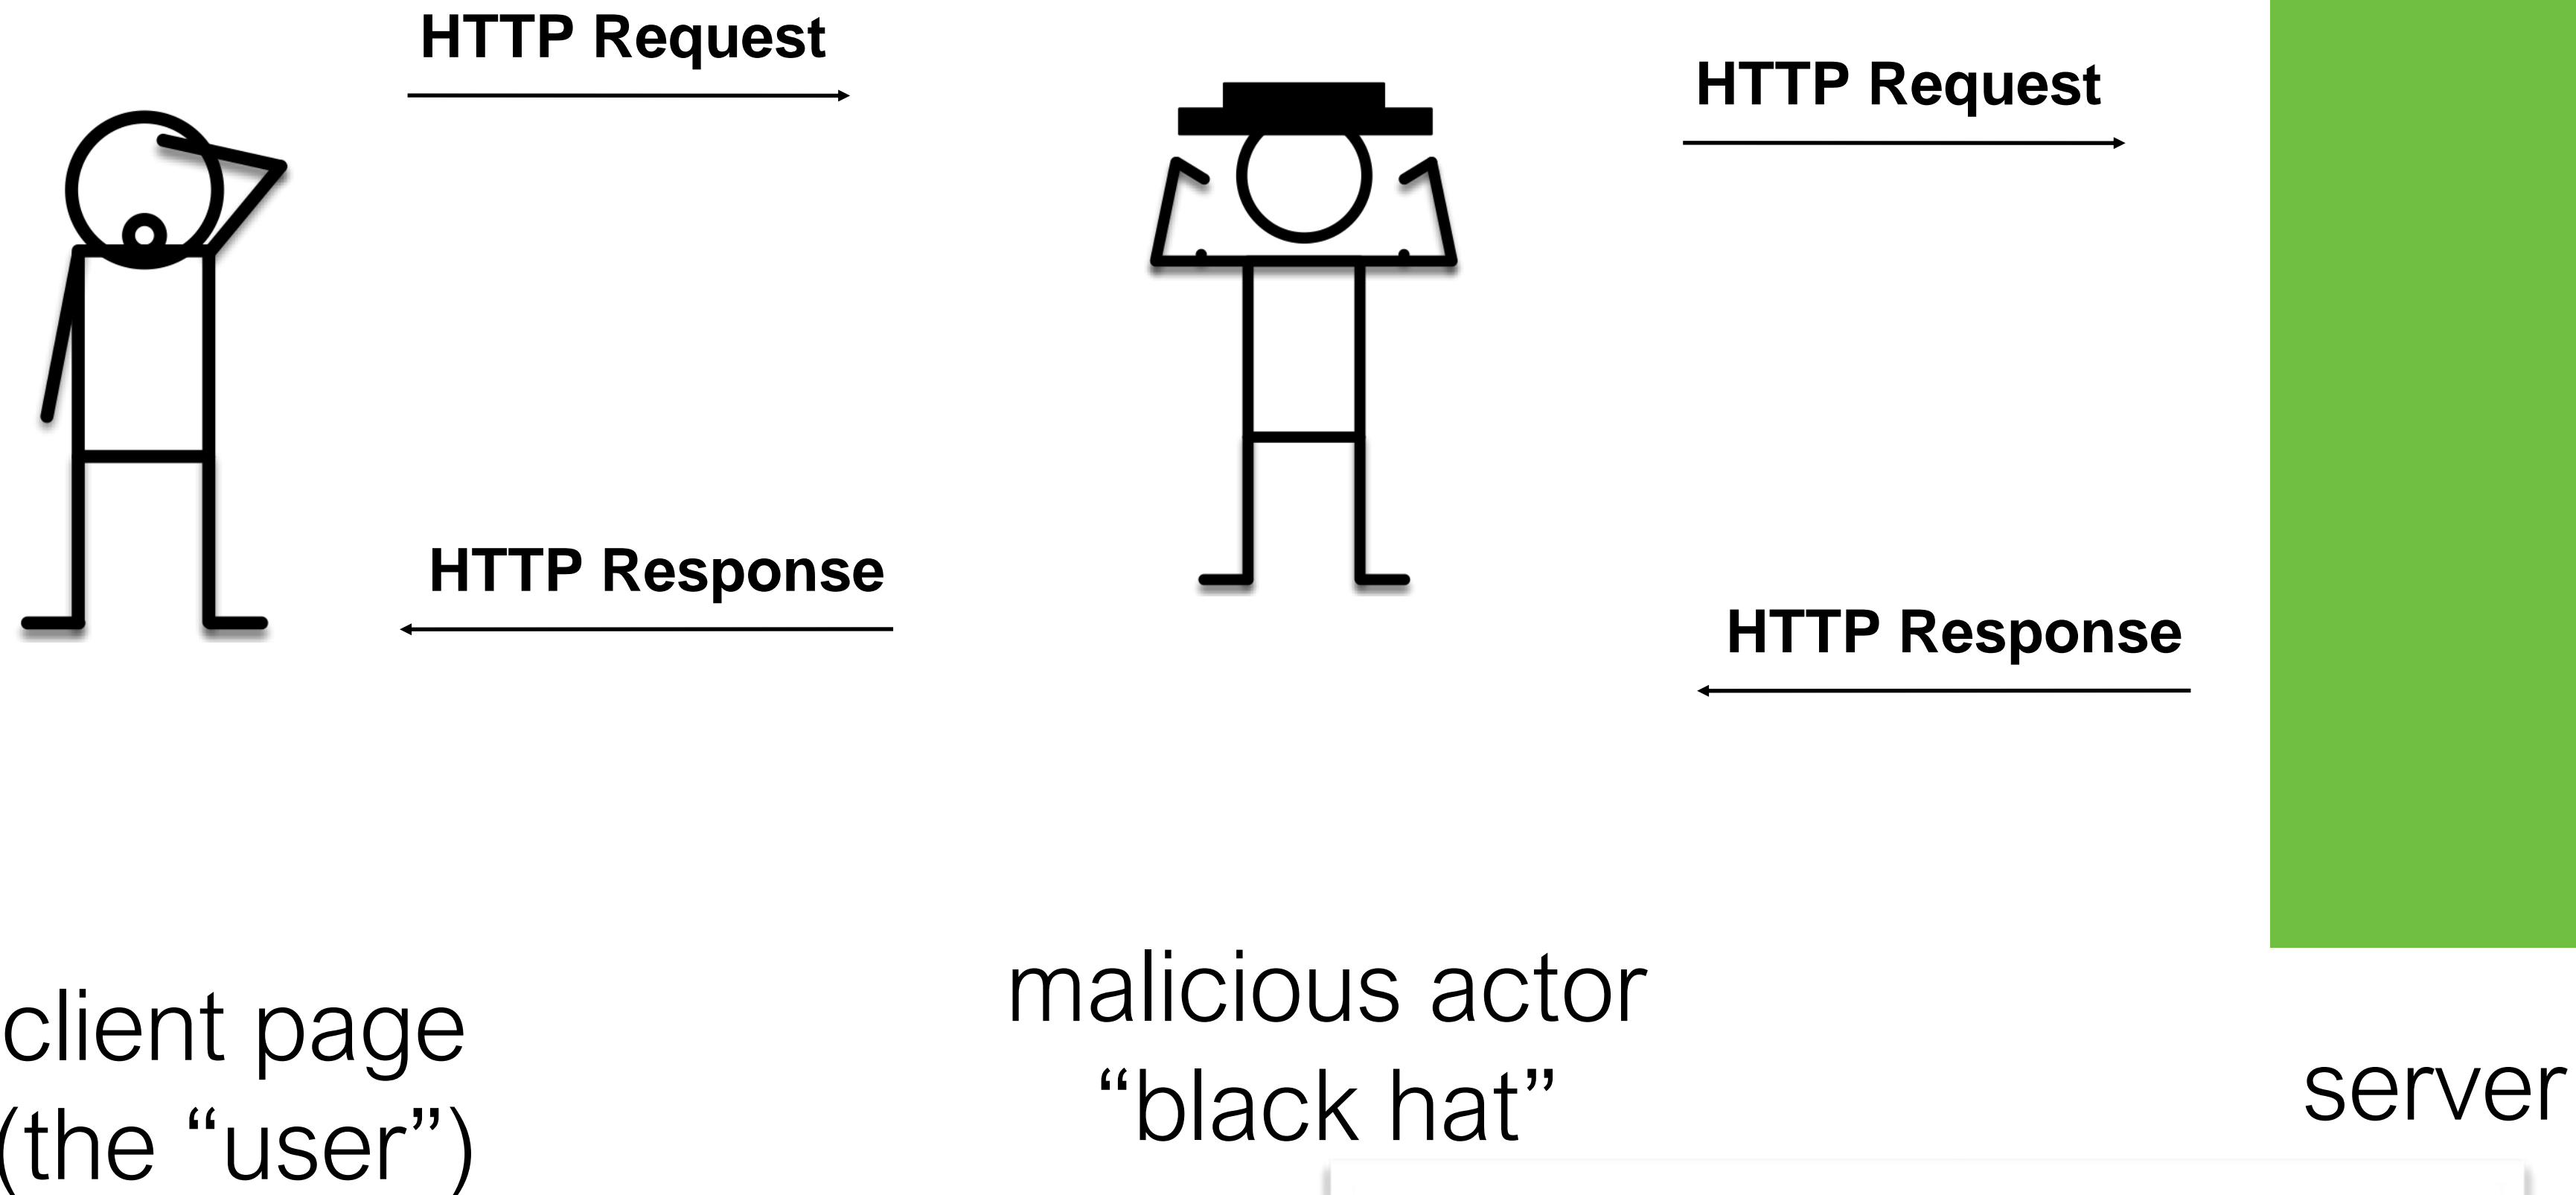 HTTP Request
HTTP Request
HTTP Response
HTTP Response
client page
(the “user”)
malicious actor
“black hat”
server